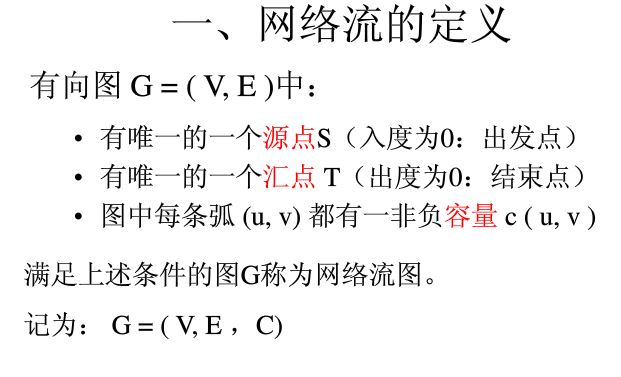 一、网络流的定义
有向图 G = ( V, E )中：
• 有唯一的一个源点S（入度为0：出发点）
• 有唯一的一个汇点 T（出度为0：结束点）
• 图中每条弧 (u, v) 都有一非负容量 c ( u, v )
满足上述条件的图G称为网络流图。
记为： G = ( V, E ，C)